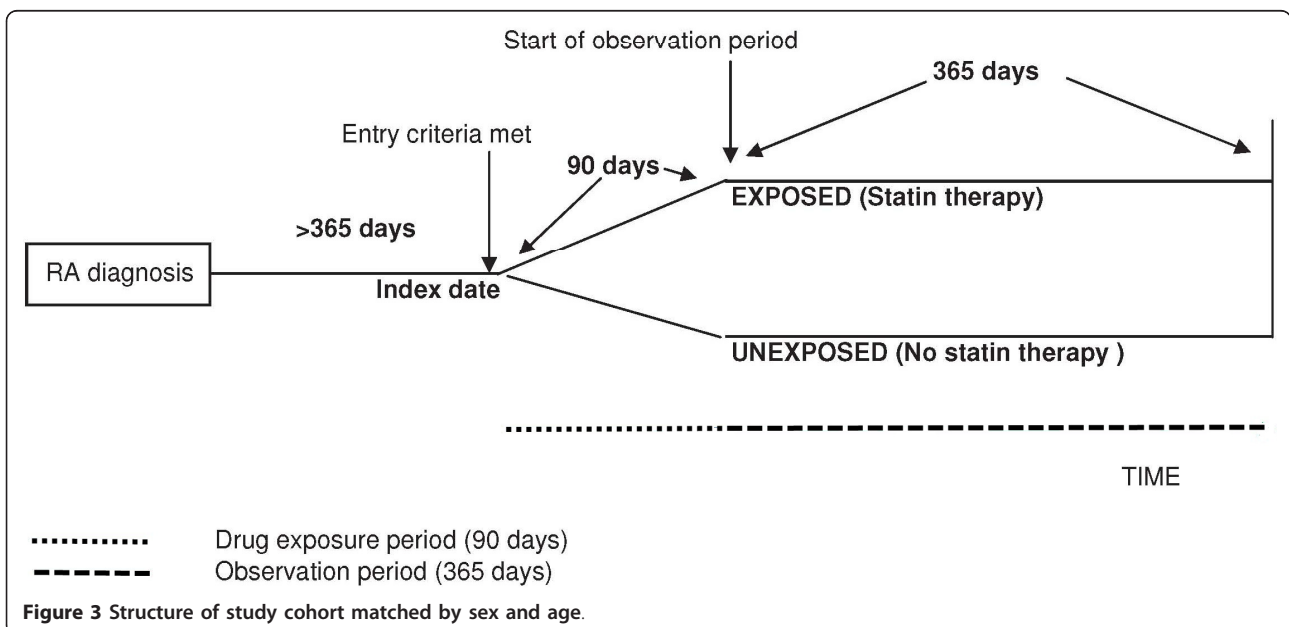 Start of observation period
365 days
Entry criteria met
90 days
EXPOSED (Statin therapy)
>365 days
RA diagnosis
Index date
UNEXPOSED (No statin therapy )
TIME
Drug exposure period (90 days)
Observation period (365 days)
Figure 3 Structure of study cohort matched by sex and age.